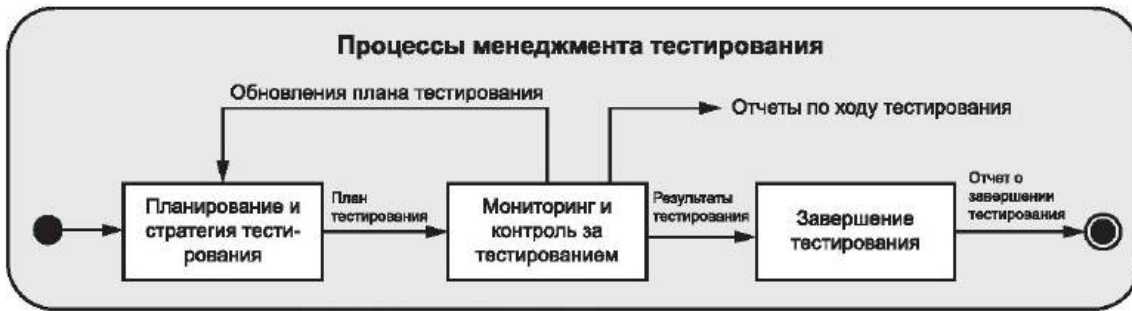 Процессы менеджмента тестирования
Обновления плана тестирования
Отчеты по ходу тестирования
Планирование и
стратегия тести-
рования
План
тестирования
Мониторинг и
контроль за
тестированием
Результаты
тестирования
Завершение
тестирования
Отчет о
завершении
тестирования